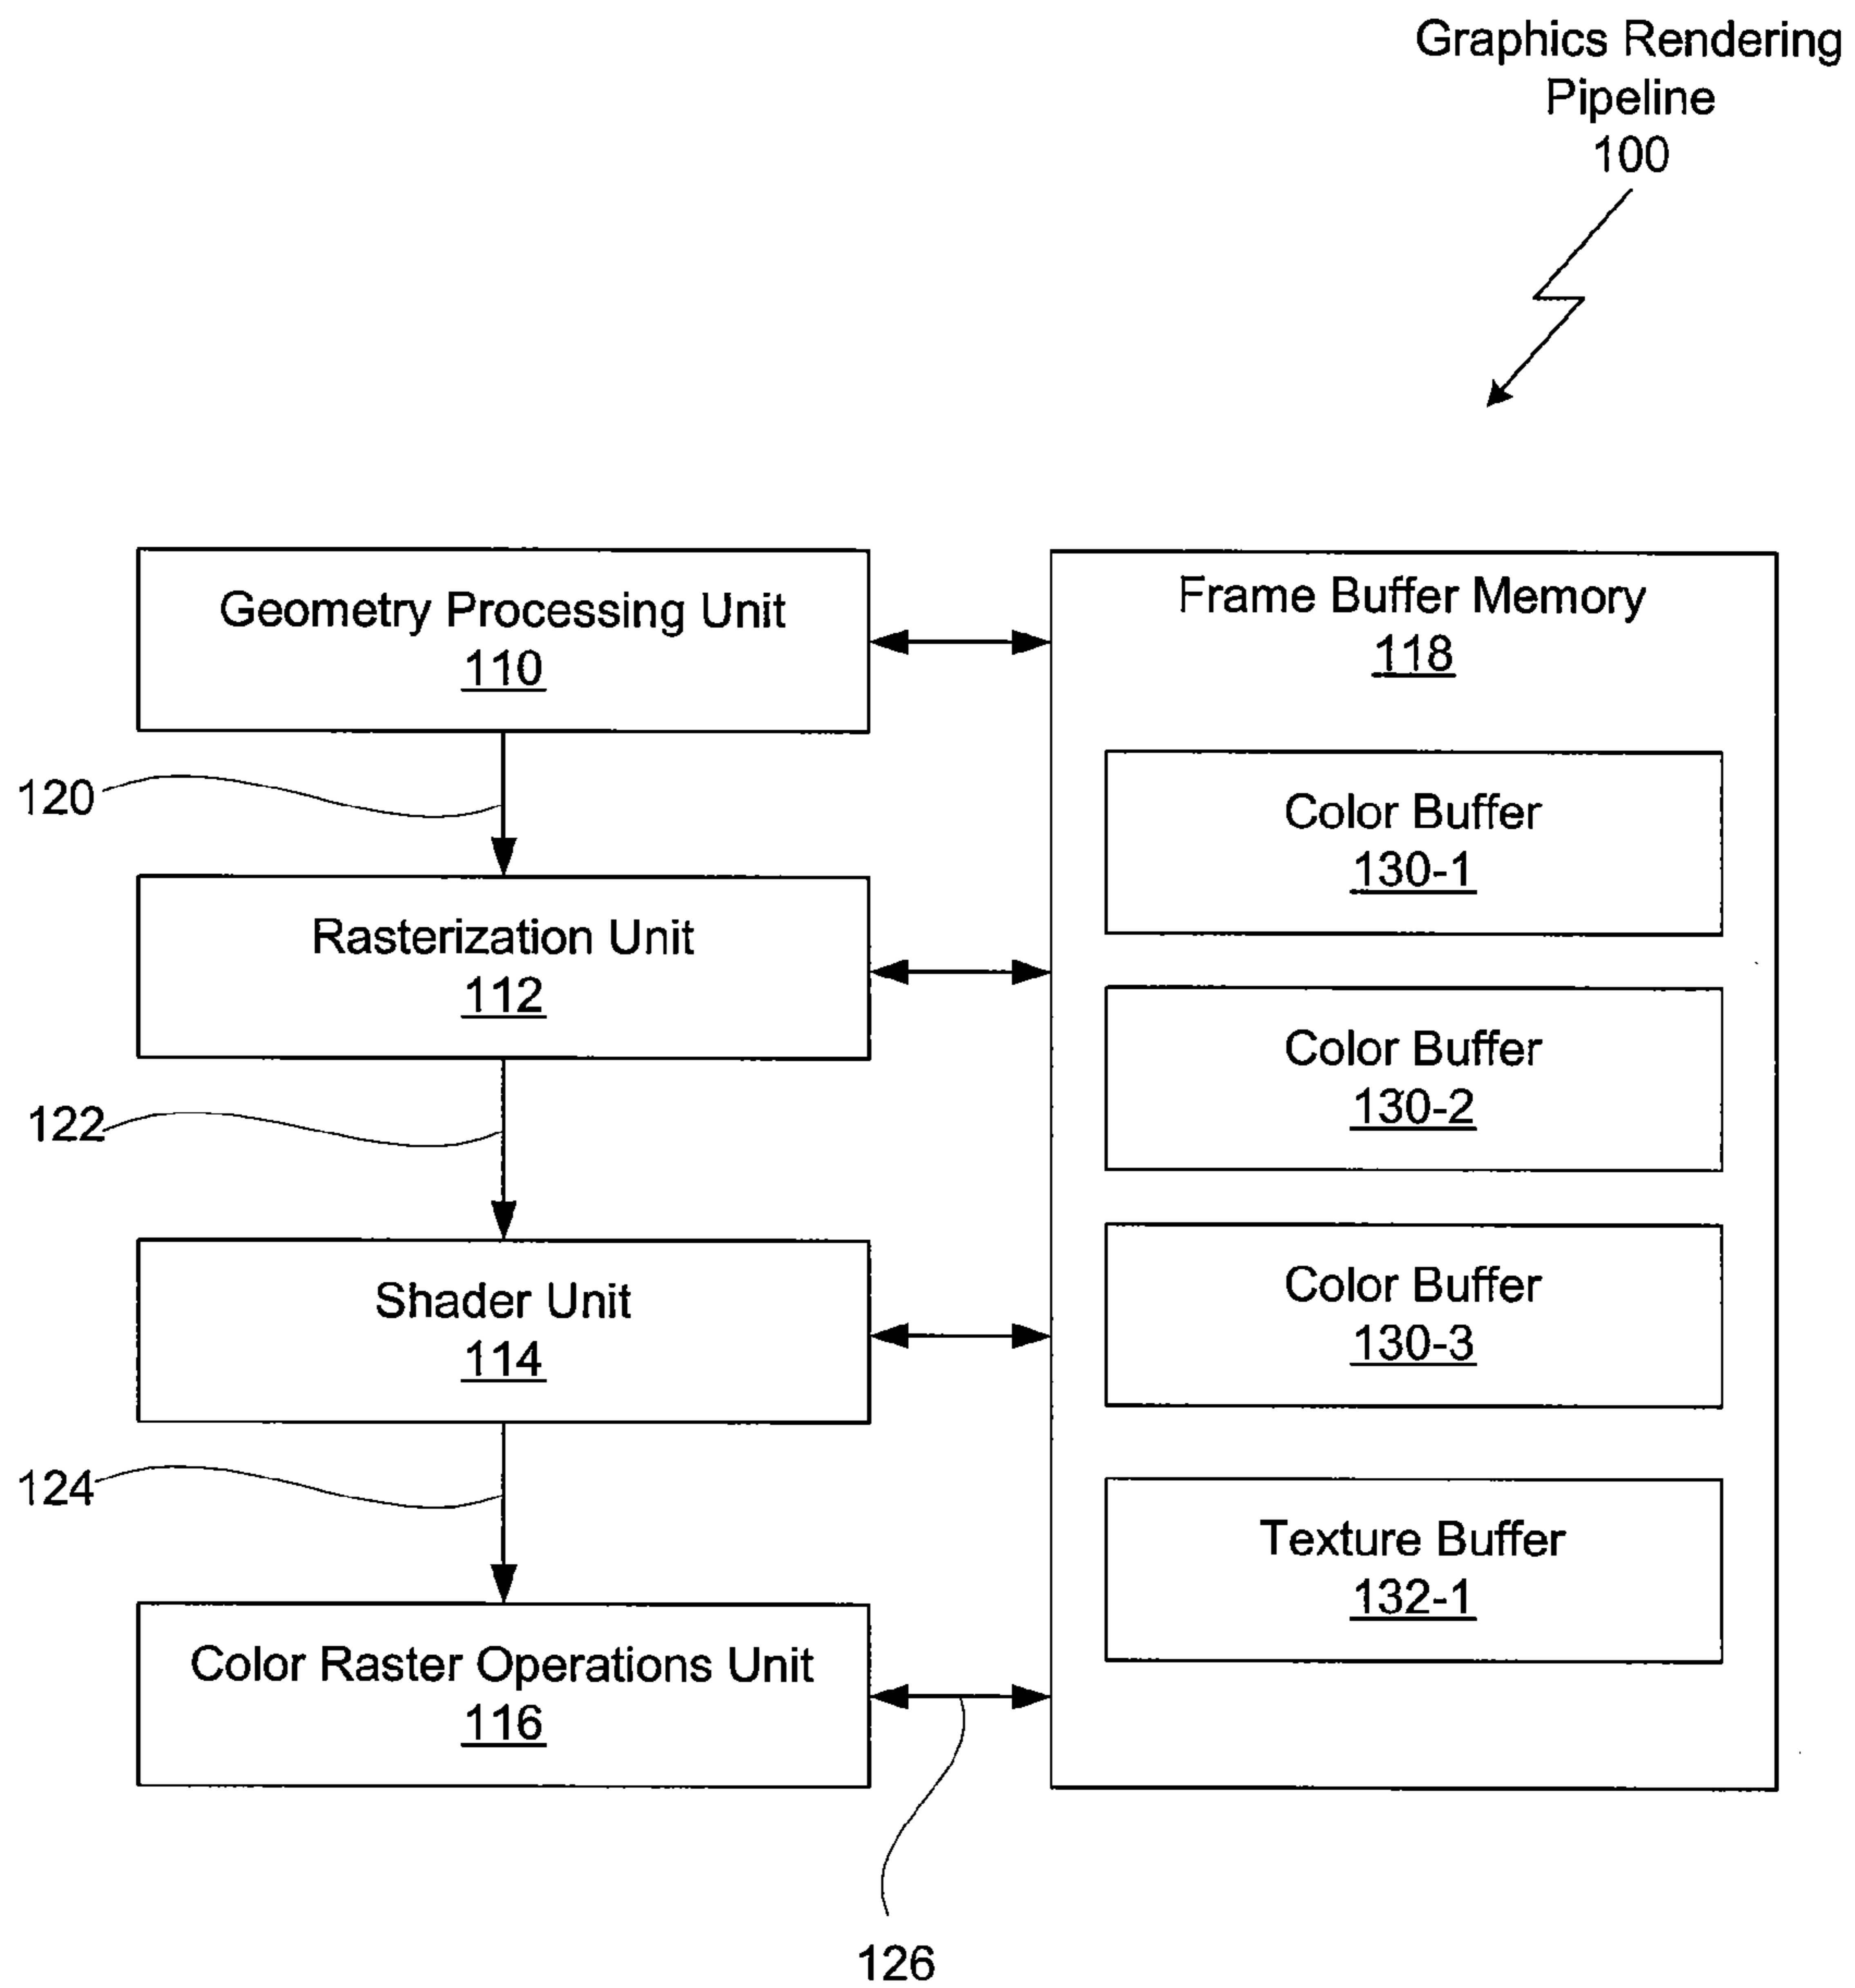 Graphics Rendering
Pipeline
100
Geometry Processing Unit
110
120
Rasterization Unit
112
122
Shader Unit
114
124
Color Raster Operations Unit
116
126
Frame Buffer Memory
118
Color Buffer
130-1
Color Buffer
130-2
Color Buffer
130-3
Texture Buffer
132-1